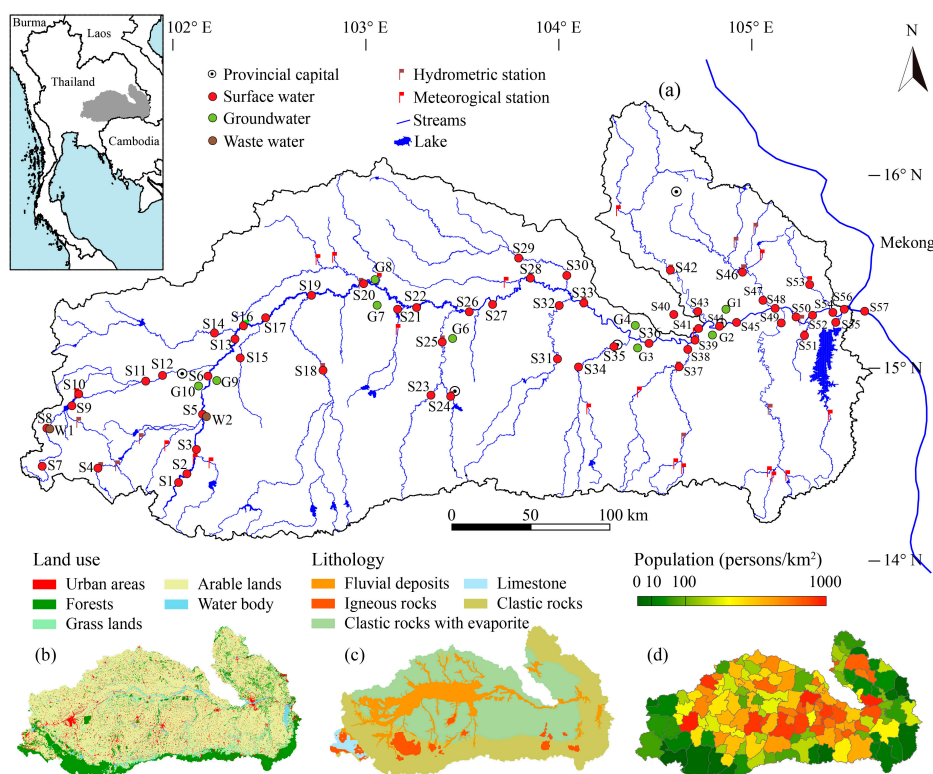 Burma
Laos
Thailand
Cambodia
102° E
103° E
104° E
105° E
N
Provincial capital
Surface water
Groundwater
Waste water
Hydrometric station
Meteorogical station
Streams
Lake
(a)
16° N
Mekong
15° N
14° N
S29
S30
S28
G8
S20
S19
G7
S22
S21
S26
S27
S32
S33
S42
S46
S53
S47
S48
S50
S54
S56
S57
S43
G1
S40
S41
S44
S45
S49
S52
S55
S51
G2
S39
S38
S37
G4
S36
G3
S35
S34
S31
S25
G6
S23
S24
S18
S14
S16
S17
S13
S15
S12
S11
S10
S9
S6
G9
G10
S5
W2
S8
W1
S7
S4
S3
S2
S1
0 50 100 km
Land use
Urban areas
Forests
Grass lands
Arable lands
Water body
Lithology
Fluvial deposits
Igneous rocks
Clastic rocks with evaporite
Limestone
Clastic rocks
Population (persons/km²)
0 10 100 1000
(b)
(c)
(d)